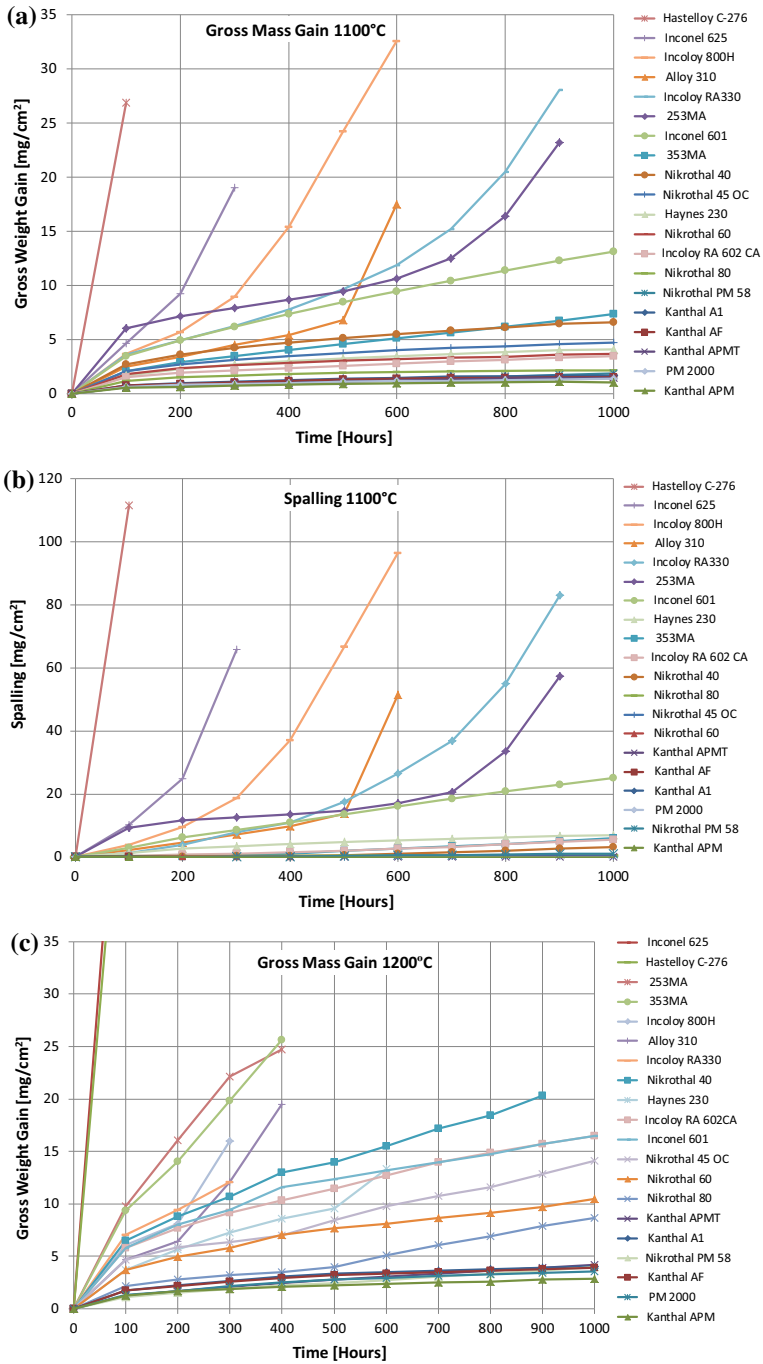 (a)
Gross Mass Gain 1100°C
Gross Weight Gain [mg/cm²]
35
30
25
20
15
10
5
0
0
200
400
600
800
1000
Time [Hours]
Hastelloy C-276
Inconel 625
Incoloy 800H
Alloy 310
Incoloy RA330
253MA
Inconel 601
353MA
Nikrothal 40
Nikrothal 45 OC
Haynes 230
Nikrothal 60
Incoloy RA 602 CA
Nikrothal 80
Nikrothal PM 58
Kanthal A1
Kanthal AF
Kanthal APMT
PM 2000
Kanthal APM
(b)
Spalling 1100°C
Spalling [mg/cm²]
120
100
80
60
40
20
0
0
200
400
600
800
1000
Time [Hours]
Hastelloy C-276
Inconel 625
Incoloy 800H
Alloy 310
Incoloy RA330
253MA
Inconel 601
Haynes 230
353MA
Incoloy RA 602 CA
Nikrothal 40
Nikrothal 80
Nikrothal 45 OC
Nikrothal 60
Kanthal APMT
Kanthal AF
Kanthal A1
PM 2000
Nikrothal PM 58
Kanthal APM
(c)
Gross Mass Gain 1200°C
Gross Weight Gain [mg/cm²]
35
30
25
20
15
10
5
0
0
100
200
300
400
500
600
700
800
900
1000
Time [Hours]
Inconel 625
Hastelloy C-276
253MA
353MA
Incoloy 800H
Alloy 310
Incoloy RA330
Nikrothal 40
Haynes 230
Incoloy RA 602CA
Inconel 601
Nikrothal 45 OC
Nikrothal 60
Nikrothal 80
Kanthal APMT
Kanthal A1
Nikrothal PM 58
Kanthal AF
PM 2000
Kanthal APM